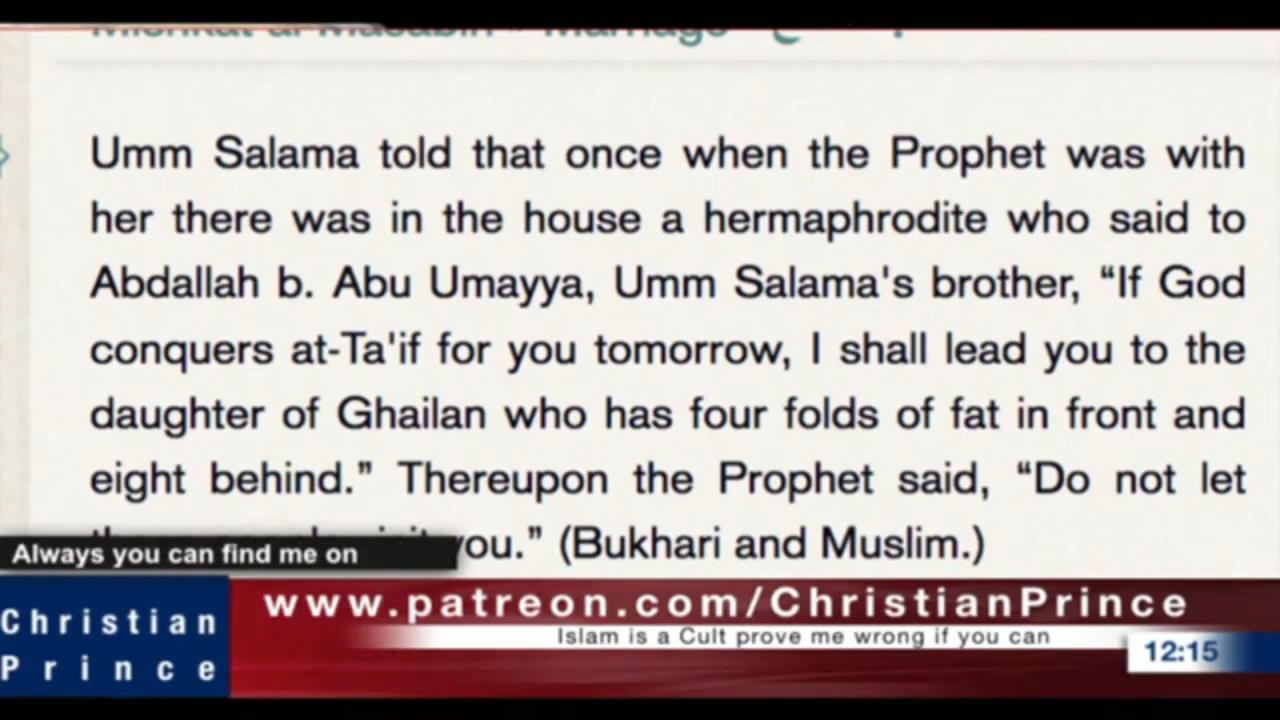 Umm Salama told that once when the Prophet was with
her there was in the house a hermaphrodite who said to
Abdallah b. Abu Umayya, Umm Salama's brother, “If God
conquers at-Ta'if for you tomorrow, I shall lead you to the
daughter of Ghailan who has four folds of fat in front and
eight behind.” Thereupon the Prophet said, “Do not let
you.” (Bukhari and Muslim.)
Always you can find me on
www.patreon.com/ChristianPrince
Christian
Prince
Islam is a Cult prove me wrong if you can
12:15